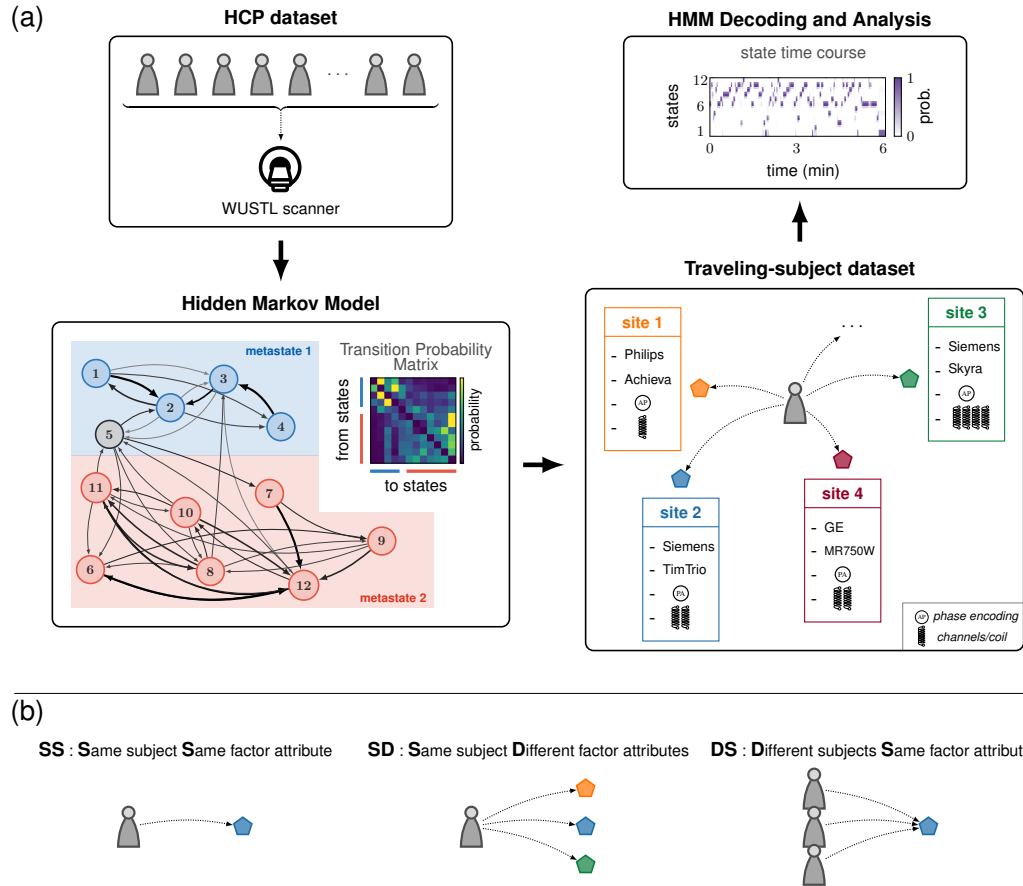 (a)
HCP dataset
...
WUSTL scanner
HMM Decoding and Analysis
state time course
states
12
6
1
0
3
6
time (min)
1
0
prob.
Hidden Markov Model
metastate 1
1
2
3
4
5
11
10
7
9
6
8
12
metastate 2
Transition Probability
Matrix
from states
to states
probability
Traveling-subject dataset
...
site 1
- Philips
- Achieva
- AP
-
site 2
- Siemens
- TimTrio
- PA
-
site 3
- Siemens
- Skyra
- AP
-
site 4
- GE
- MR750W
- PA
-
AP phase encoding
channels/coil
(b)
SS : Same subject Same factor attribute
SD : Same subject Different factor attributes
DS : Different subjects Same factor attribut